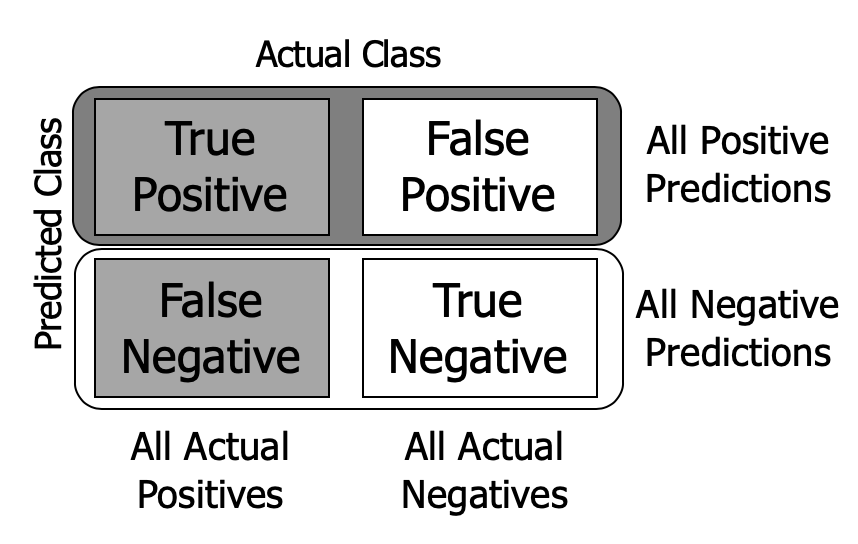 Actual Class
Predicted Class
True
Positive
False
Positive
All Positive
Predictions
False
Negative
True
Negative
All Negative
Predictions
All Actual
Positives
All Actual
Negatives